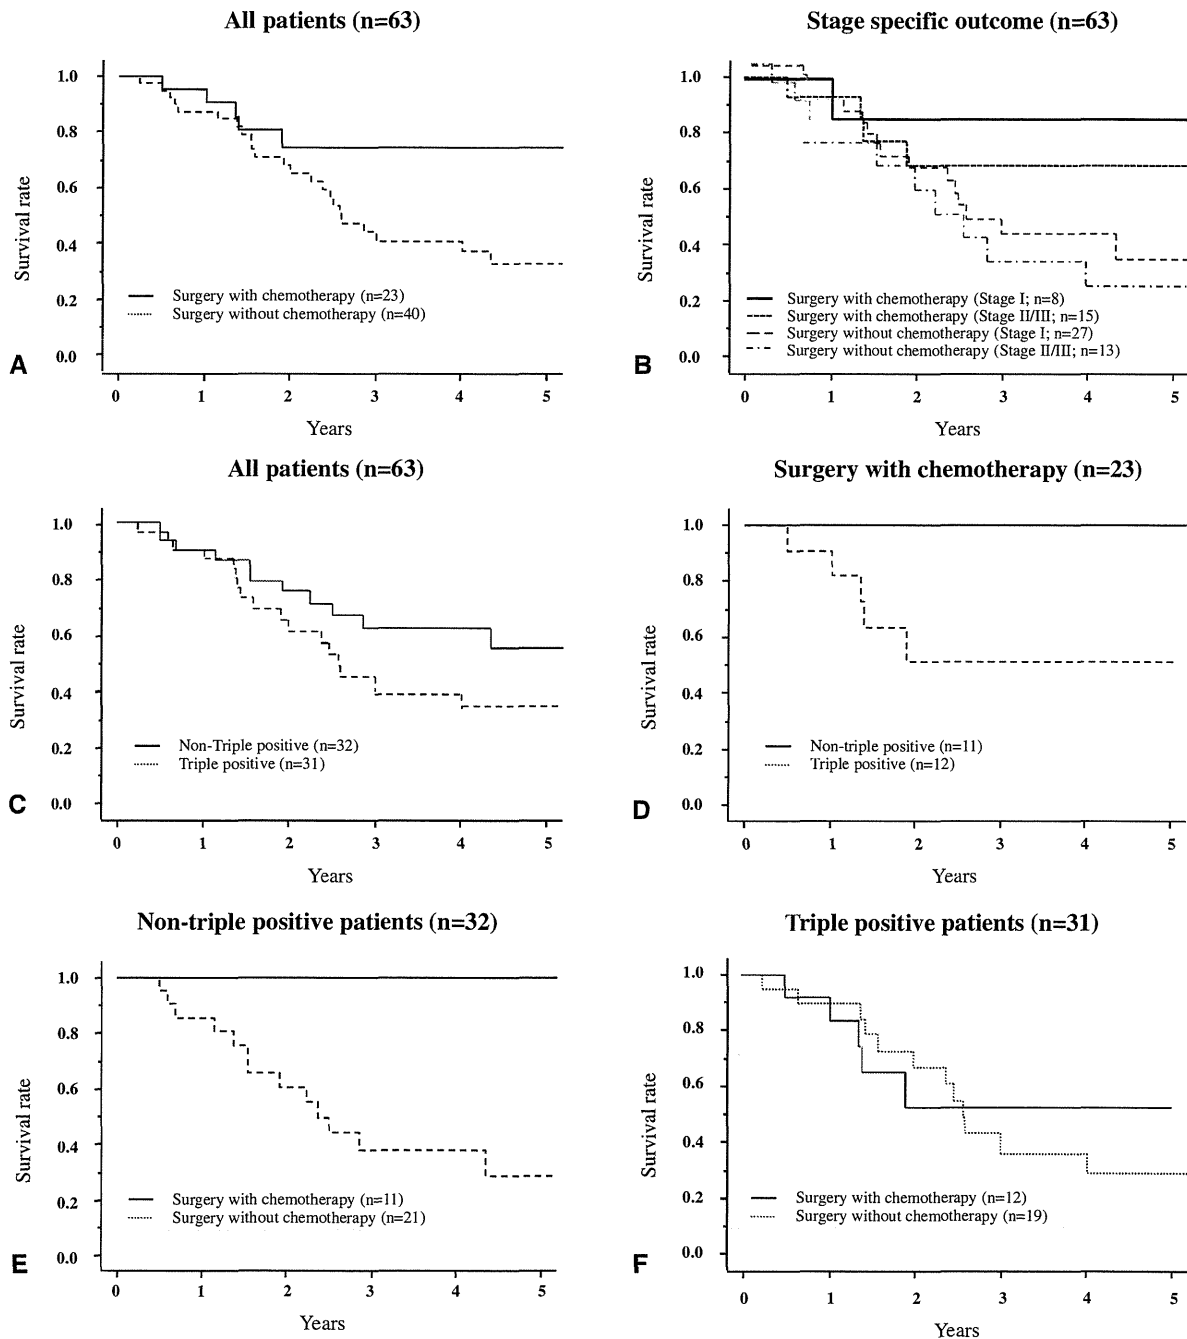 All patients (n=63)
1.0
0.8
0.6
0.4
0.2
0.0
Survival rate
Surgery with chemotherapy (n=23)
Surgery without chemotherapy (n=40)
A
0 1 2 3 4 5
Years
Stage specific outcome (n=63)
1.0
0.8
0.6
0.4
0.2
0.0
Survival rate
Surgery with chemotherapy (Stage I; n=8)
Surgery with chemotherapy (Stage II/III; n=15)
Surgery without chemotherapy (Stage I; n=27)
Surgery without chemotherapy (Stage II/III; n=13)
B
0 1 2 3 4 5
Years
All patients (n=63)
1.0
0.8
0.6
0.4
0.2
0.0
Survival rate
Non-Triple positive (n=32)
Triple positive (n=31)
C
0 1 2 3 4 5
Years
Surgery with chemotherapy (n=23)
1.0
0.8
0.6
0.4
0.2
0.0
Survival rate
Non-triple positive (n=11)
Triple positive (n=12)
D
0 1 2 3 4 5
Years
Non-triple positive patients (n=32)
1.0
0.8
0.6
0.4
0.2
0.0
Survival rate
Surgery with chemotherapy (n=11)
Surgery without chemotherapy (n=21)
E
0 1 2 3 4 5
Years
Triple positive patients (n=31)
1.0
0.8
0.6
0.4
0.2
0.0
Survival rate
Surgery with chemotherapy (n=12)
Surgery without chemotherapy (n=19)
F
0 1 2 3 4 5
Years